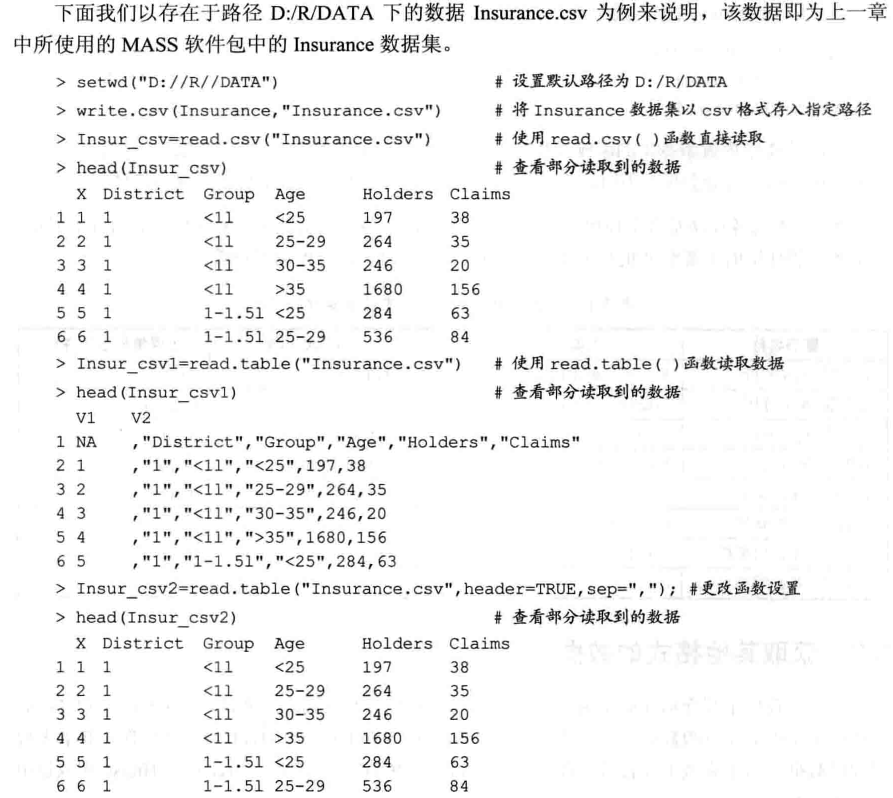 下面我们以存在于路径 D:/R/DATA 下的数据 Insurance.csv 为例来说明，该数据即为上一章
中所使用的 MASS 软件包中的 Insurance 数据集。
> setwd("D://R//DATA") # 设置默认路径为 D:/R/DATA
> write.csv(Insurance,"Insurance.csv") # 将 Insurance 数据集以 csv 格式存入指定路径
> Insur_csv=read.csv("Insurance.csv") # 使用 read.csv( )函数直接读取
> head(Insur_csv) # 查看部分读取到的数据
X District Group Age Holders Claims
1 1 1 <1l <25 197 38
2 2 1 <1l 25-29 264 35
3 3 1 <1l 30-35 246 20
4 4 1 <1l >35 1680 156
5 5 1 1-1.5l <25 284 63
6 6 1 1-1.5l 25-29 536 84
> Insur_csv1=read.table("Insurance.csv") # 使用 read.table( )函数读取数据
> head(Insur_csv1) # 查看部分读取到的数据
V1 V2
1 NA ,"District","Group","Age","Holders","Claims"
2 1 ,"1","<1l","<25",197,38
3 2 ,"1","<1l","25-29",264,35
4 3 ,"1","<1l","30-35",246,20
5 4 ,"1","<1l",">35",1680,156
6 5 ,"1","1-1.5l","<25",284,63
> Insur_csv2=read.table("Insurance.csv",header=TRUE,sep=","); #更改函数设置
> head(Insur_csv2) # 查看部分读取到的数据
X District Group Age Holders Claims
1 1 1 <1l <25 197 38
2 2 1 <1l 25-29 264 35
3 3 1 <1l 30-35 246 20
4 4 1 <1l >35 1680 156
5 5 1 1-1.5l <25 284 63
6 6 1 1-1.5l 25-29 536 84